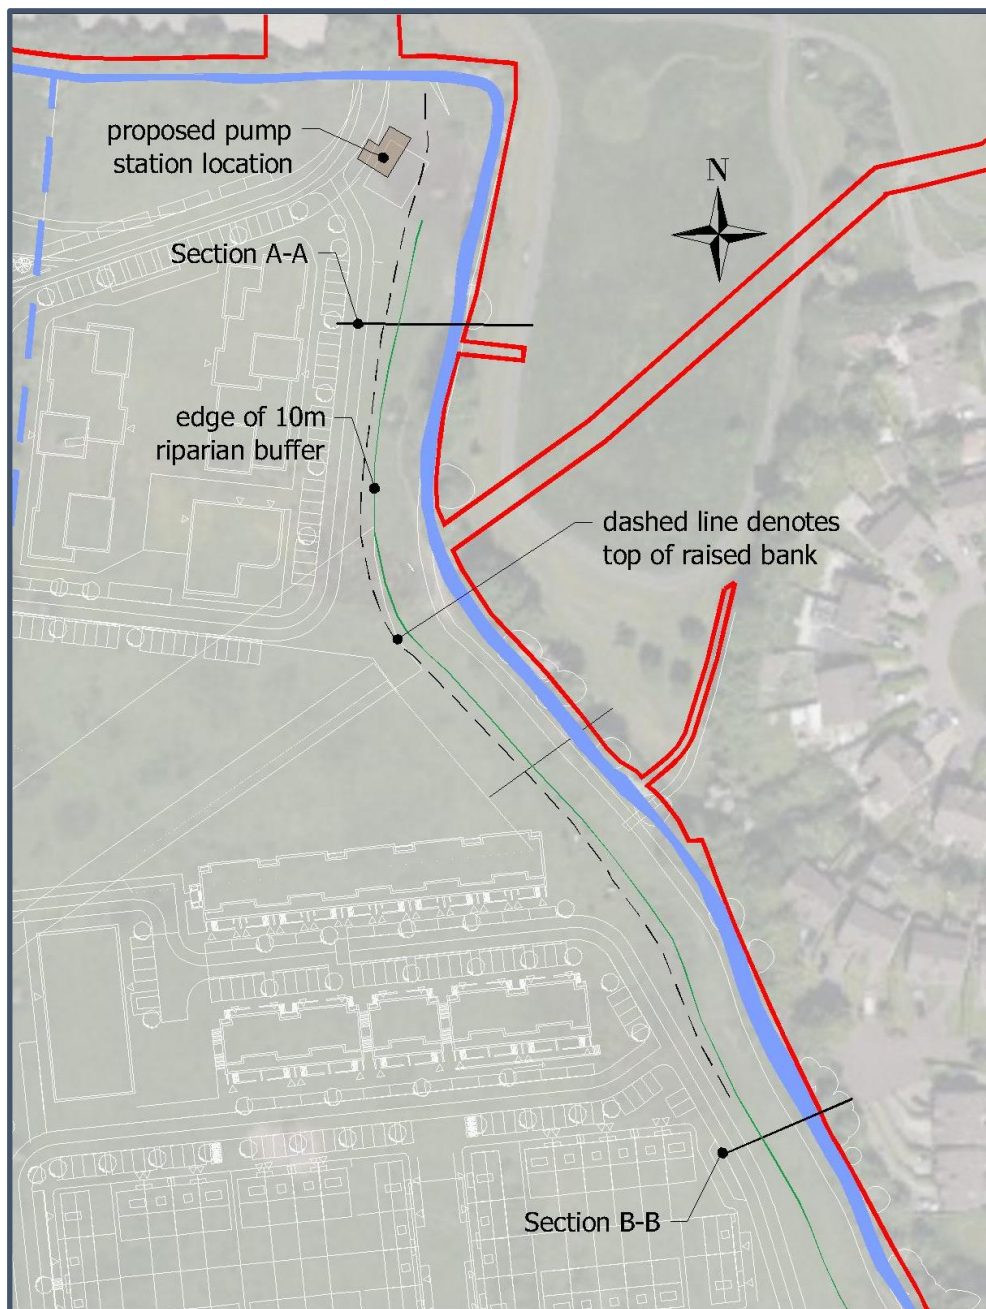 proposed pump
station location
N
Section A-A
edge of 10m
riparian buffer
dashed line denotes
top of raised bank
Section B-B